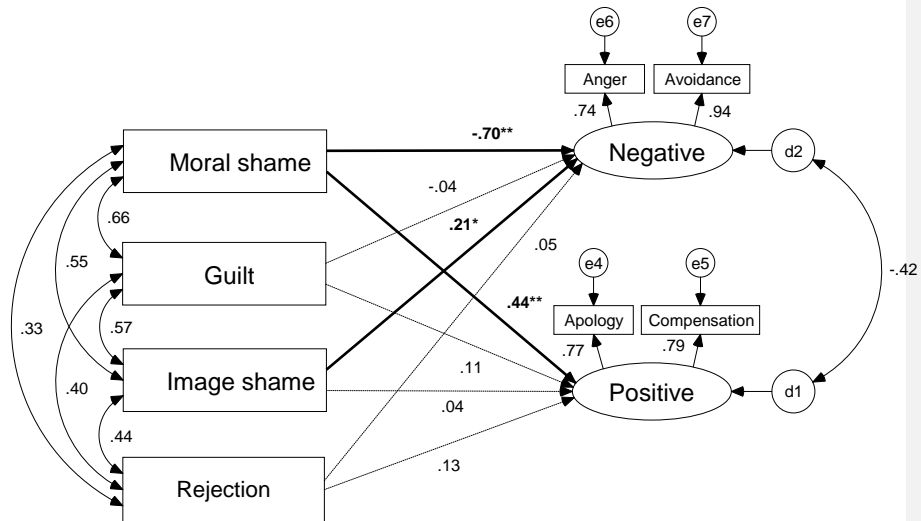 e6 e7
Anger Avoidance
.74 .94
-.70**
Moral shame Negative d2
-.04
.66 .21*
.05
.55 Guilt e4 e5 -.42
.44**
.33 .57 Apology Compensation
.77 .79
.40 Image shame .11 Positive d1
.04
.44
.13
Rejection